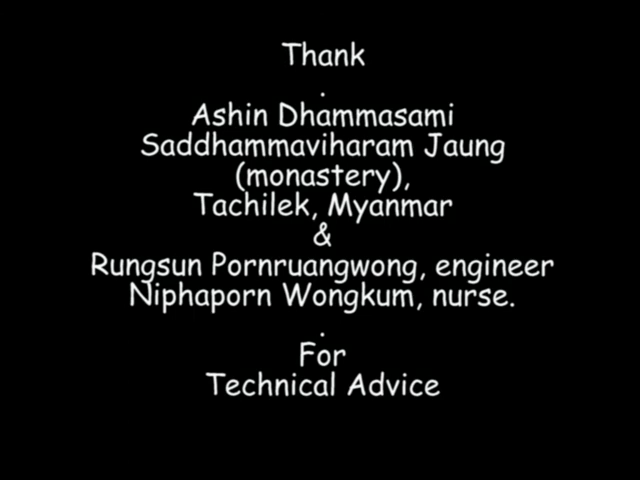 Thank
.
Ashin Dhammasami
Saddhammaviharam Jaung
(monastery),
Tachilek, Myanmar
&
Rungsun Pornruangwong, engineer
Niphaporn Wongkum, nurse.
.
For
Technical Advice